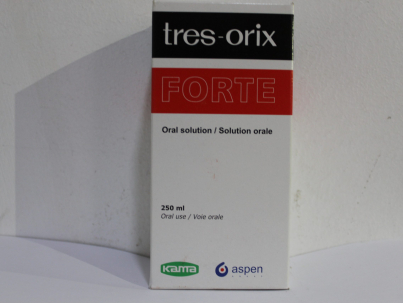 tres-orix
FORTE
Oral solution / Solution orale
250 ml
Oral use / Voie orale
Kama
aspen